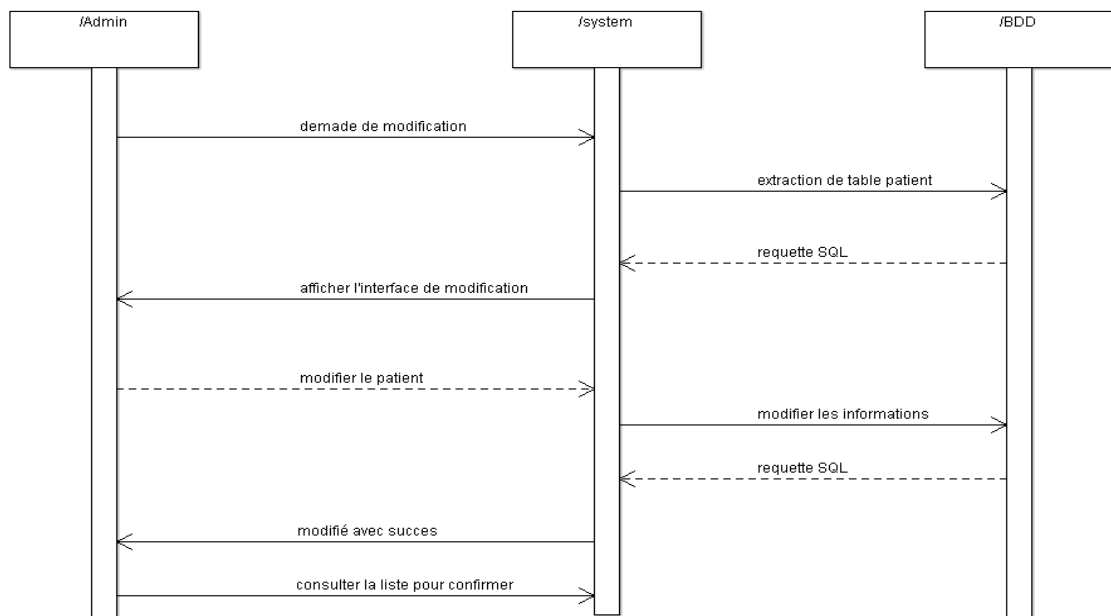 /Admin
/system
/BDD
demade de modification
extraction de table patient
requette SQL
afficher l'interface de modification
modifier le patient
modifier les informations
requette SQL
modifié avec succes
consulter la liste pour confirmer